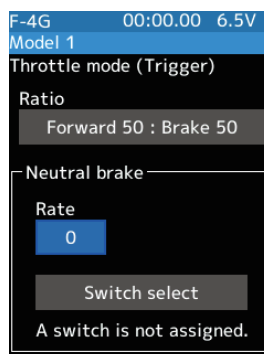 F-4G 00:00.00 6.5V
Model 1
Throttle mode (Trigger)
Ratio
Forward 50 : Brake 50
Neutral brake
Rate
0
Switch select
A switch is not assigned.